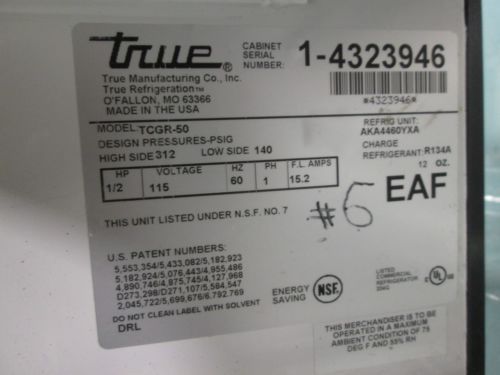 true®
CABINET SERIAL NUMBER: 1-4323946
True Manufacturing Co., Inc.
True Refrigeration™
O'FALLON, MO 63366
MADE IN THE USA
*4323946*
MODEL TCGR-50
REFRIG UNIT: AKA4460YXA
DESIGN PRESSURES-PSIG
HIGH SIDE 312 LOW SIDE 140
CHARGE
REFRIGERANT: R134A
12 OZ.
HP VOLTAGE HZ PH F.L. AMPS
1/2 115 60 1 15.2
THIS UNIT LISTED UNDER N.S.F. NO. 7
#6
EAF
U.S. PATENT NUMBERS:
5,553,354/5,433,082/5,182,923
5,182,924/5,076,443/4,955,486
4,890,746/4,875,745/4,127,968
D273,298/D271,107/5,584,547
2,045,722/5,699,676/6,792,769
DO NOT CLEAN LABEL WITH SOLVENT
DRL
ENERGY SAVING
NSF®
LISTED
COMMERCIAL
REFRIGERATOR
UL
THIS MERCHANDISER IS TO BE
OPERATED IN A MAXIMUM
AMBIENT CONDITION OF 75
DEG F AND 55% RH